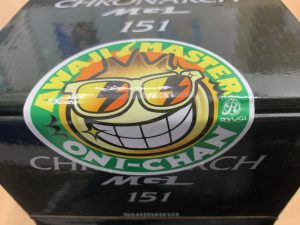 CHRONARCH
MGL
151
AWAJI'S MASTER
ONI-CHAN
RYUGI
CHRONARCH
MGL
151
SHIMANO